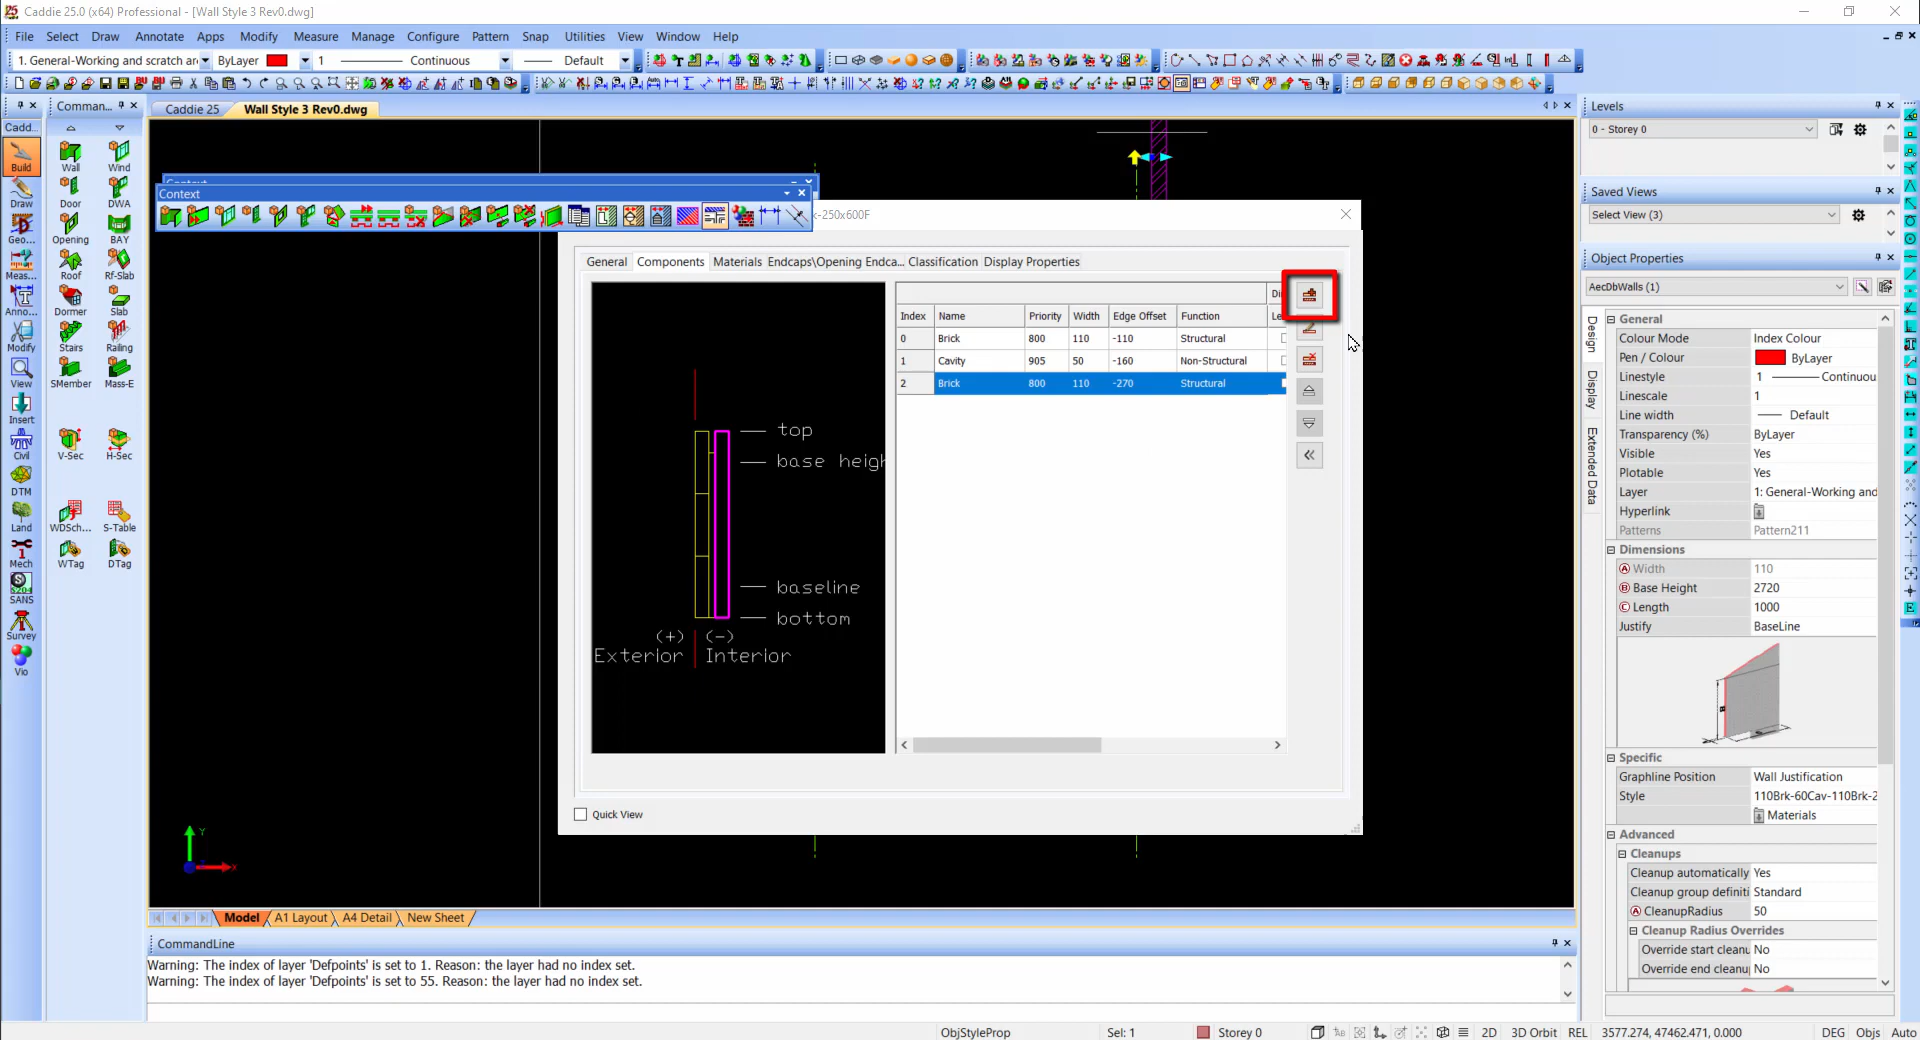 Caddie 25.0 (x64) Professional - [Wall Style 3 Rev0.dwg]
File Select Draw Annotate Apps Modify Measure Manage Configure Pattern Snap Utilities View Window Help
1. General-Working and scratch ar ByLayer 1 Continuous Default
Comman...
Caddie 25 Wall Style 3 Rev0.dwg
Cadd...
Build
Draw
Geo...
Meas...
Anno...
Modify
View
Insert
Civil
DTM
Land
Mech
SANS
Survey
Vio
Wall Wind
Door DWA
Opening BAY
Roof Rf-Slab
Dormer Slab
Stairs Railing
SMember Mass-E
V-Sec H-Sec
WDSch... S-Table
WTag DTag
Context
k-250x600F
General Components Materials Endcaps\Opening Endca... Classification Display Properties
top
base heigh
baseline
bottom
(+) (-)
Exterior Interior
Index Name Priority Width Edge Offset Function
0 Brick 800 110 -110 Structural
1 Cavity 905 50 -160 Non-Structural
2 Brick 800 110 -270 Structural
Quick View
Y
Model A1 Layout A4 Detail New Sheet
CommandLine
Warning: The index of layer 'Defpoints' is set to 1. Reason: the layer had no index set.
Warning: The index of layer 'Defpoints' is set to 55. Reason: the layer had no index set.
Levels
0 - Storey 0
Saved Views
Select View (3)
Object Properties
AecDbWalls (1)
Design
Display
Extended Data
General
Colour Mode Index Colour
Pen / Colour ByLayer
Linestyle 1 Continuou
Linescale 1
Line width Default
Transparency (%) ByLayer
Visible Yes
Plotable Yes
Layer 1: General-Working and
Hyperlink
Patterns Pattern211
Dimensions
A Width 110
B Base Height 2720
C Length 1000
Justify BaseLine
Specific
Graphline Position Wall Justification
Style 110Brk-60Cav-110Brk-2
Materials
Advanced
Cleanups
Cleanup automatically Yes
Cleanup group definiti Standard
A CleanupRadius 50
Cleanup Radius Overrides
Override start cleanu No
Override end cleanu No
ObjStyleProp Sel: 1 Storey 0 2D 3D Orbit REL 3577.274, 47462.471, 0.000 DEG Objs Auto